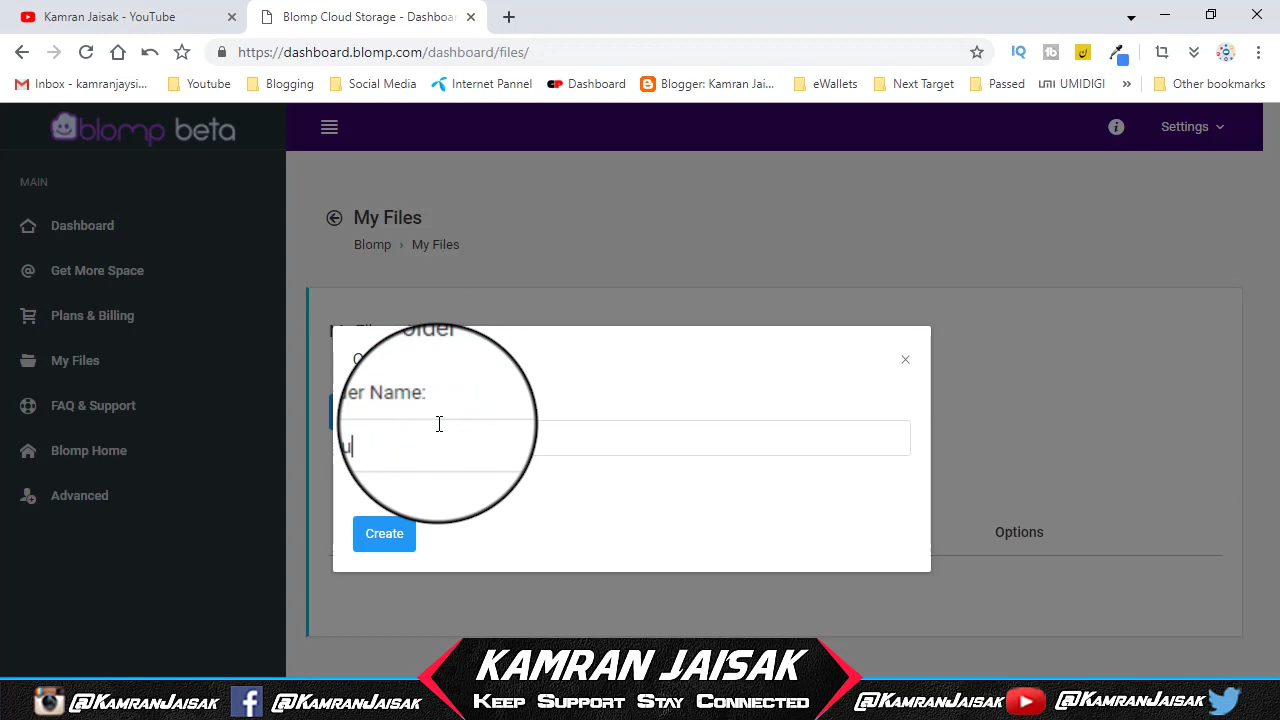 Kamran Jaisak - YouTube
Blomp Cloud Storage - Dashboa
https://dashboard.blomp.com/dashboard/files/
Inbox - kamranjaysi...
Youtube
Blogging
Social Media
Internet Panel
Dashboard
Blogger: Kamran Jai...
eWallets
Next Target
Passed
UMIDIGI
Other bookmarks
blomp beta
Settings
MAIN
Dashboard
Get More Space
Plans & Billing
My Files
FAQ & Support
Blomp Home
Advanced
My Files
Blomp › My Files
older
er Name:
u
Create
Options
KAMRAN JAISAK
KEEP SUPPORT STAY CONNECTED
@KamranJaisak
@KamranJaisak
@KamranJaisak
@KamranJaisak